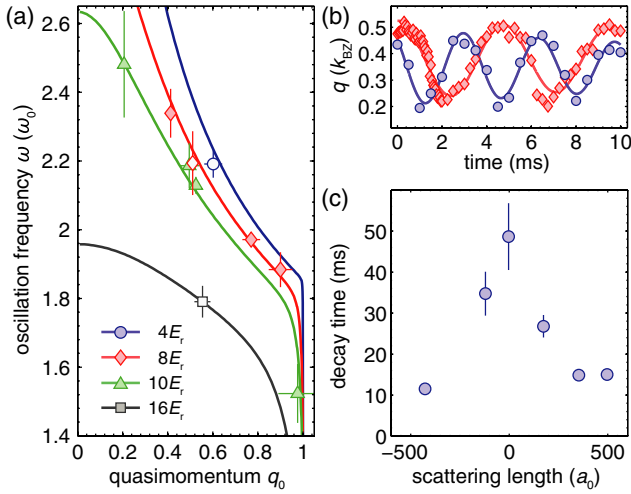 (a)
oscillation frequency ω (ω₀)
2.6
2.4
2.2
2
1.8
1.6
1.4
4Eᵣ
8Eᵣ
10Eᵣ
16Eᵣ
0 0.2 0.4 0.6 0.8 1
quasimomentum q₀
(b)
q (k_BZ)
0.5
0.4
0.3
0.2
0 2 4 6 8 10
time (ms)
(c)
decay time (ms)
50
40
30
20
10
0
−500 0 500
scattering length (a₀)